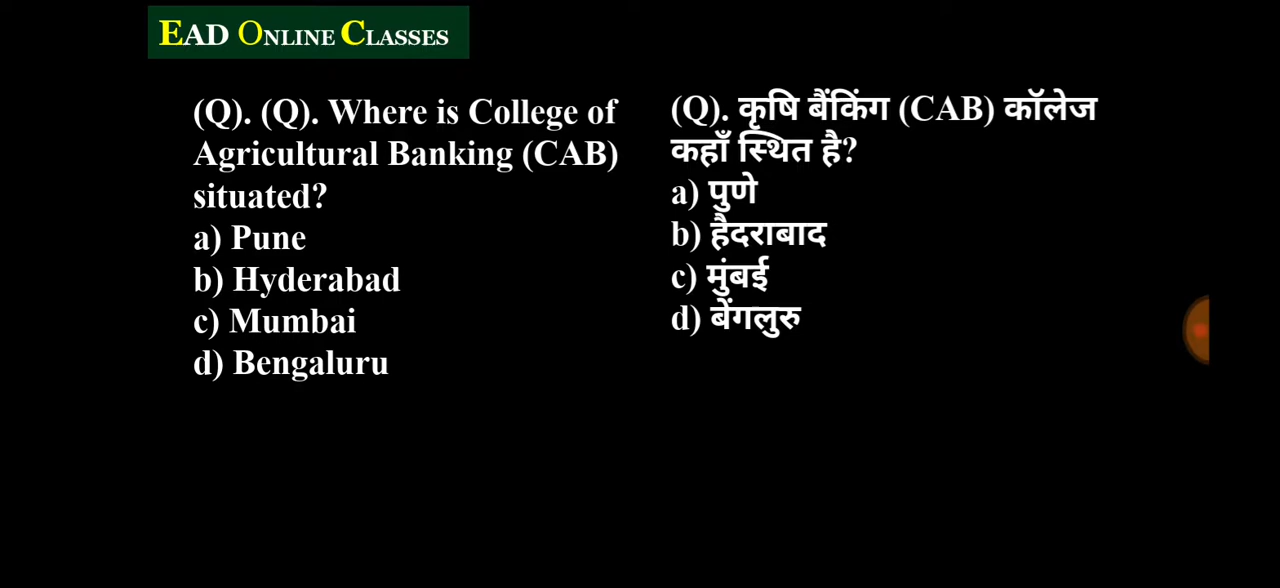 EAD ONLINE CLASSES
(Q). (Q). Where is College of
Agricultural Banking (CAB)
situated?
a) Pune
b) Hyderabad
c) Mumbai
d) Bengaluru
(Q). कृषि बैंकिंग (CAB) कॉलेज
कहाँ स्थित है?
a) पुणे
b) हैदराबाद
c) मुंबई
d) बेंगलुरु